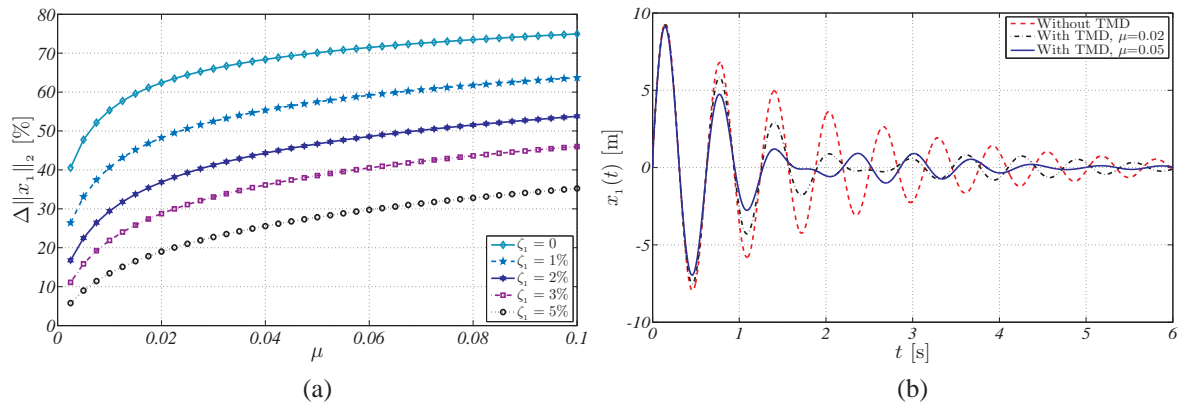 80
70
60
50
40
30
20
10
0
Δ||x₁||ₗ₂ [%]
ζ₁ = 0
ζ₁ = 1%
ζ₁ = 2%
ζ₁ = 3%
ζ₁ = 5%
0 0.02 0.04 0.06 0.08 0.1
μ
(a)
10
5
0
-5
-10
x₁(t) [m]
Without TMD
With TMD, μ=0.02
With TMD, μ=0.05
0 1 2 3 4 5 6
t [s]
(b)